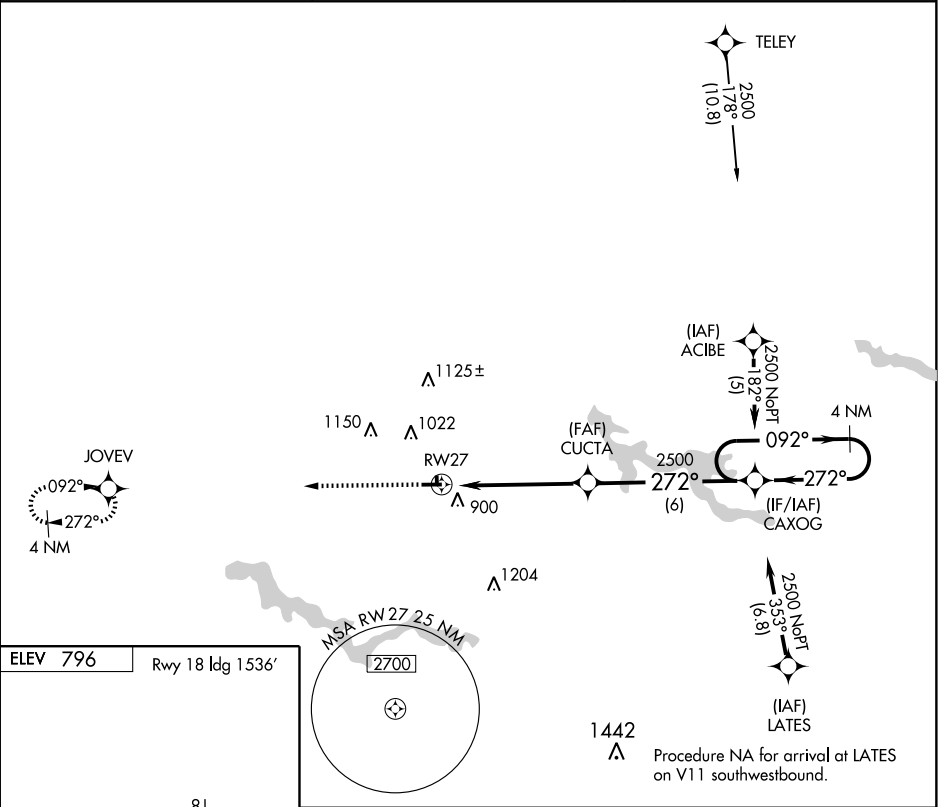 TELEY
2500
178°
(10.8)
(IAF)
ACIBE
2500 NoPT
182°
(5)
4 NM
092°
272°
(IF/IAF)
CAXOG
1125±
1150
1022
(FAF)
CUCTA
2500
272°
(6)
RW27
900
JOVEV
092°
272°
4 NM
1204
2500 NoPT
353°
(6.8)
(IAF)
LATES
MSA RW27 25 NM
2700
ELEV 796
Rwy 18 ldg 1536'
1442
Procedure NA for arrival at LATES
on V11 southwestbound.